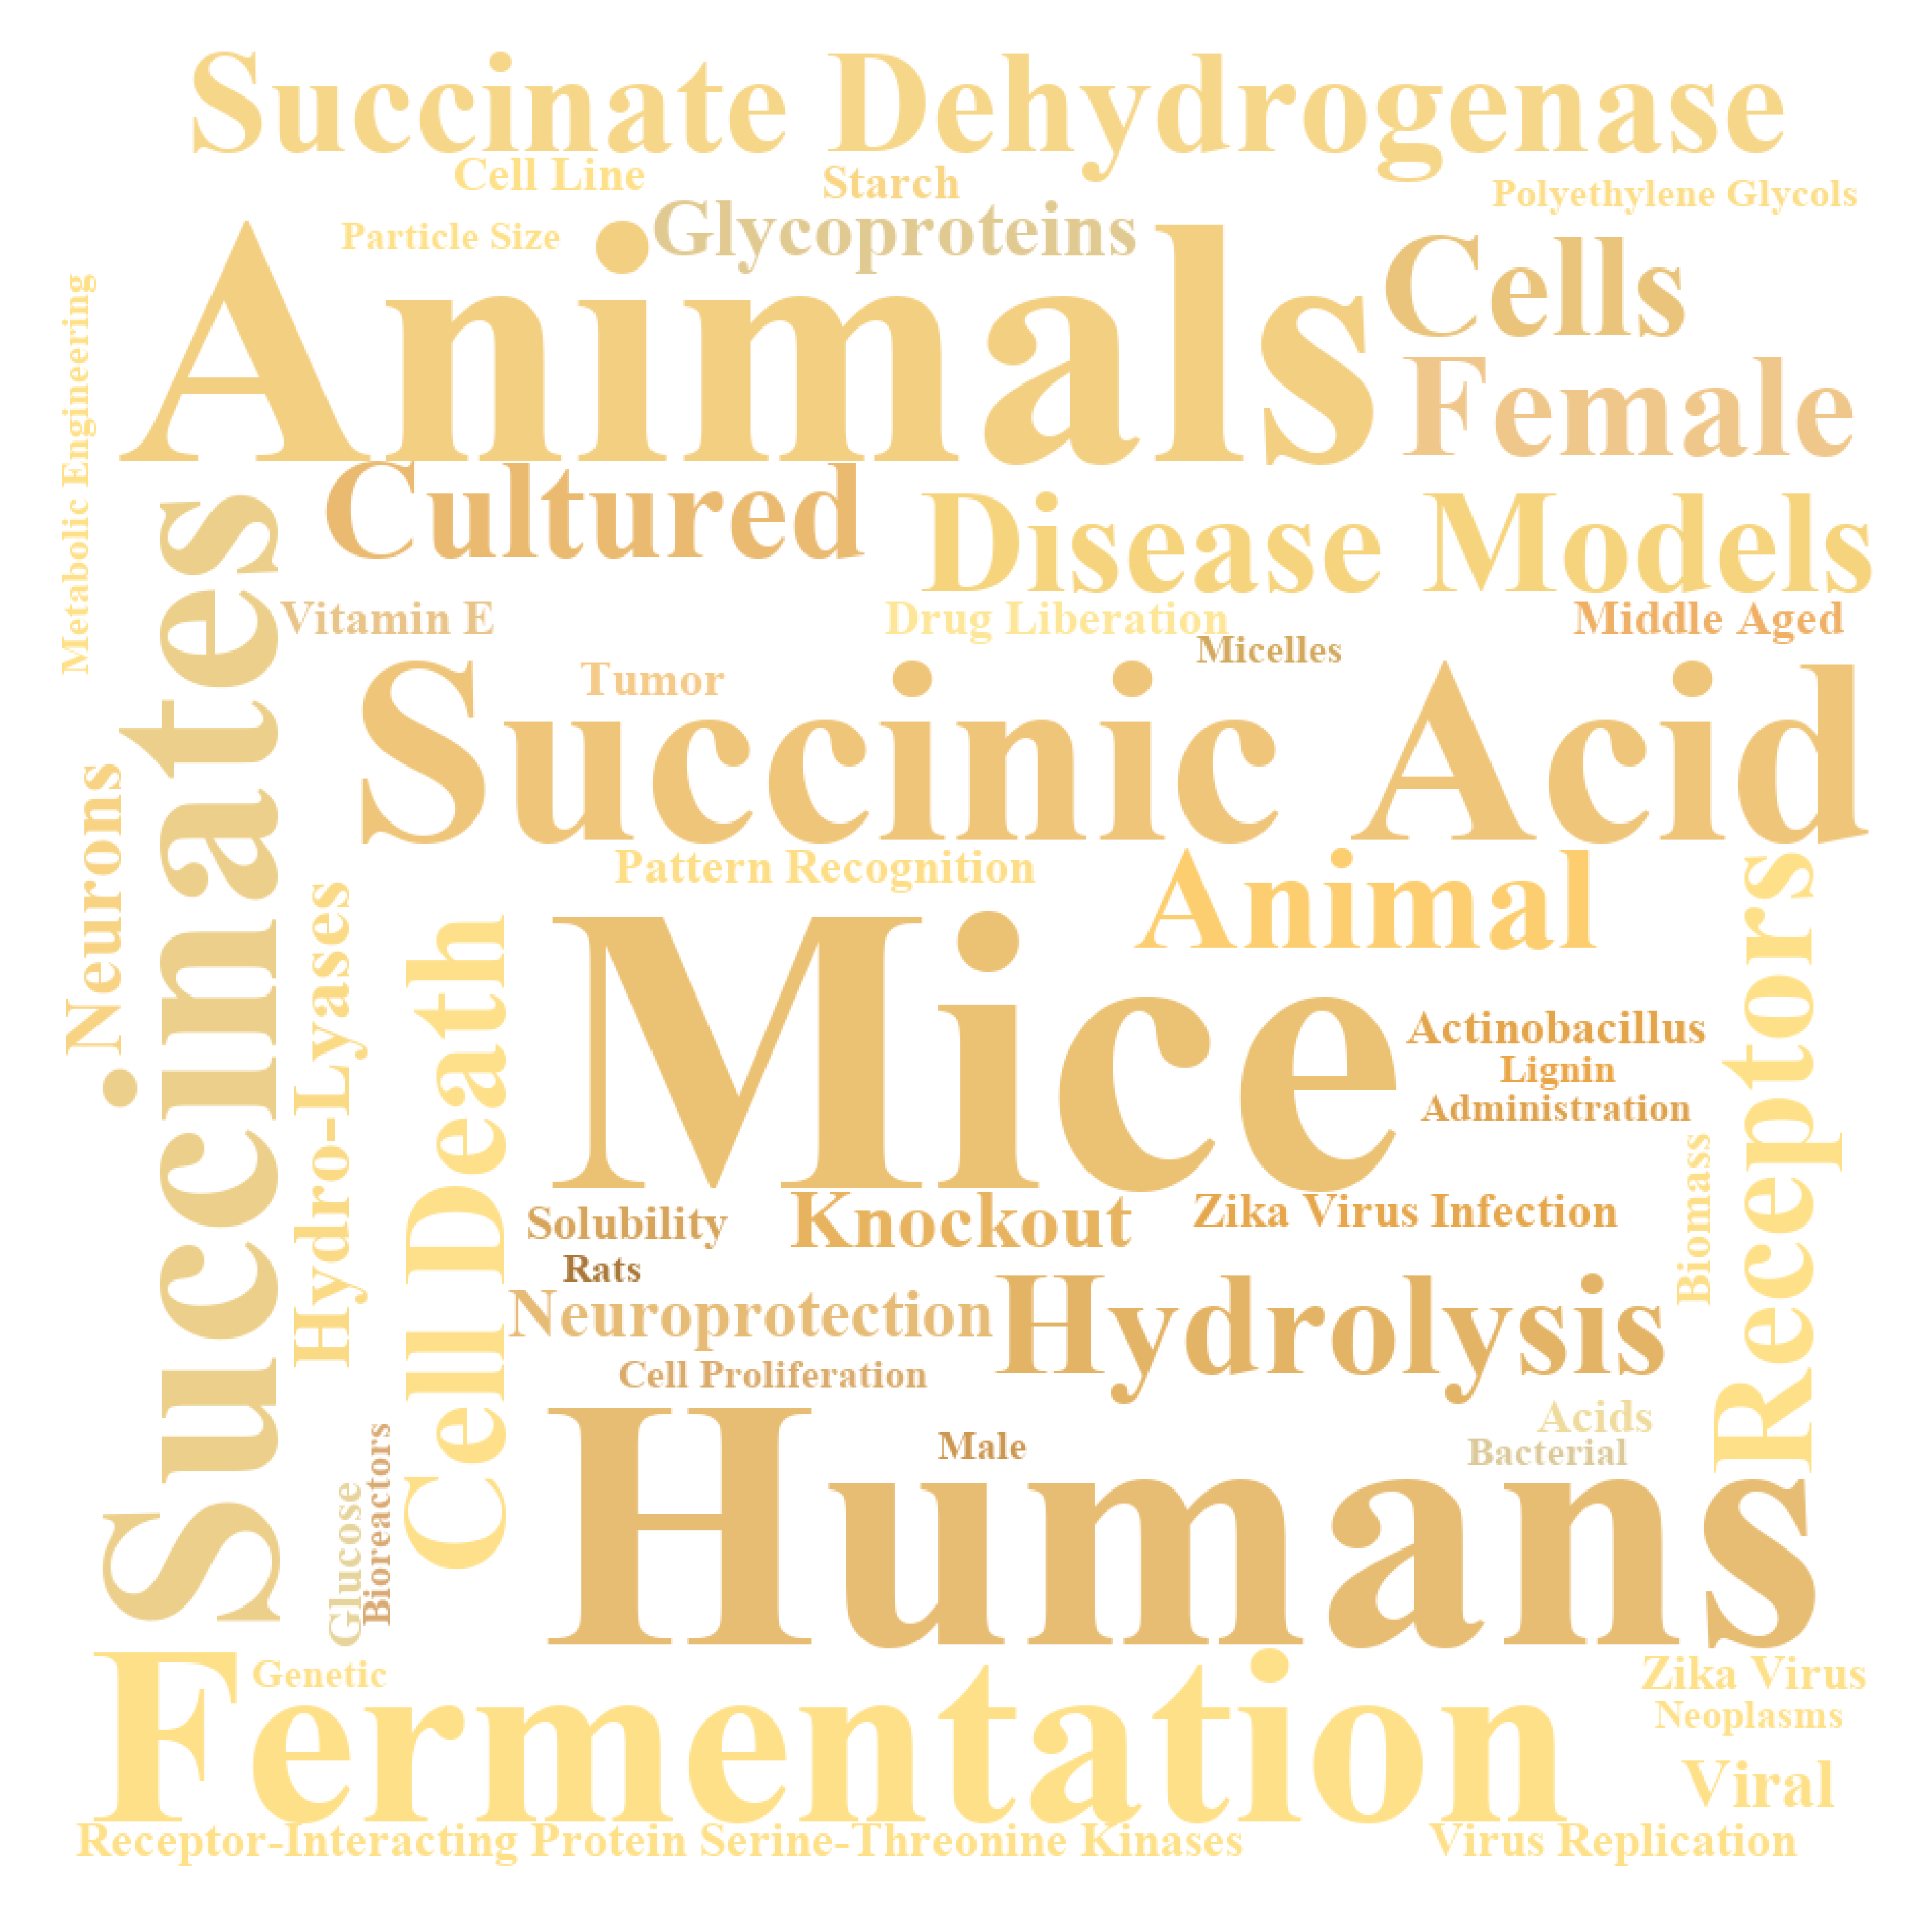 Succinate Dehydrogenase
Cell Line
Starch
Polyethylene Glycols
Particle Size
Glycoproteins
Animals
Cells
Female
Metabolic Engineering
Cultured
Disease Models
Succinates
Vitamin E
Drug Liberation
Middle Aged
Micelles
Tumor
Succinic Acid
Neurons
Pattern Recognition
Animal
Receptors
Hydro-Lyases
Cell Death
Mice
Actinobacillus
Lignin
Administration
Biomass
Solubility
Knockout
Zika Virus Infection
Rats
Neuroprotection
Hydrolysis
Cell Proliferation
Acids
Male
Bacterial
Humans
Glucose
Bioreactors
Genetic
Fermentation
Zika Virus
Neoplasms
Viral
Receptor-Interacting Protein Serine-Threonine Kinases
Virus Replication